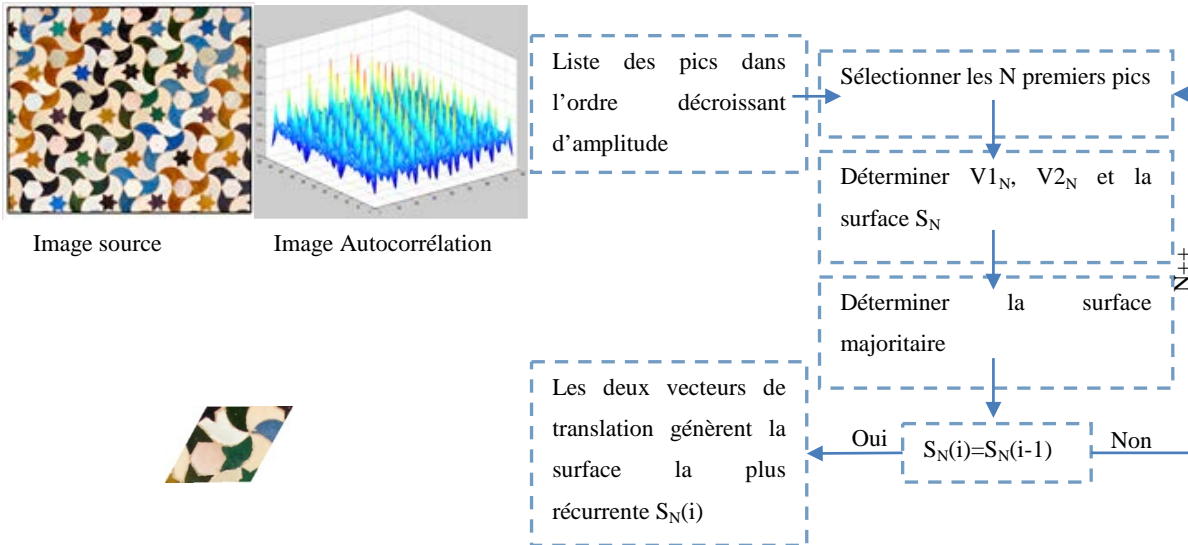 Image source
Image Autocorrélation
Liste des pics dans
l'ordre décroissant
d'amplitude
Sélectionner les N premiers pics
Déterminer V1N, V2N et la
surface SN
N++
Déterminer la surface
majoritaire
SN(i)=SN(i-1)
Oui
Non
Les deux vecteurs de
translation génèrent la
surface la plus
récurrente SN(i)